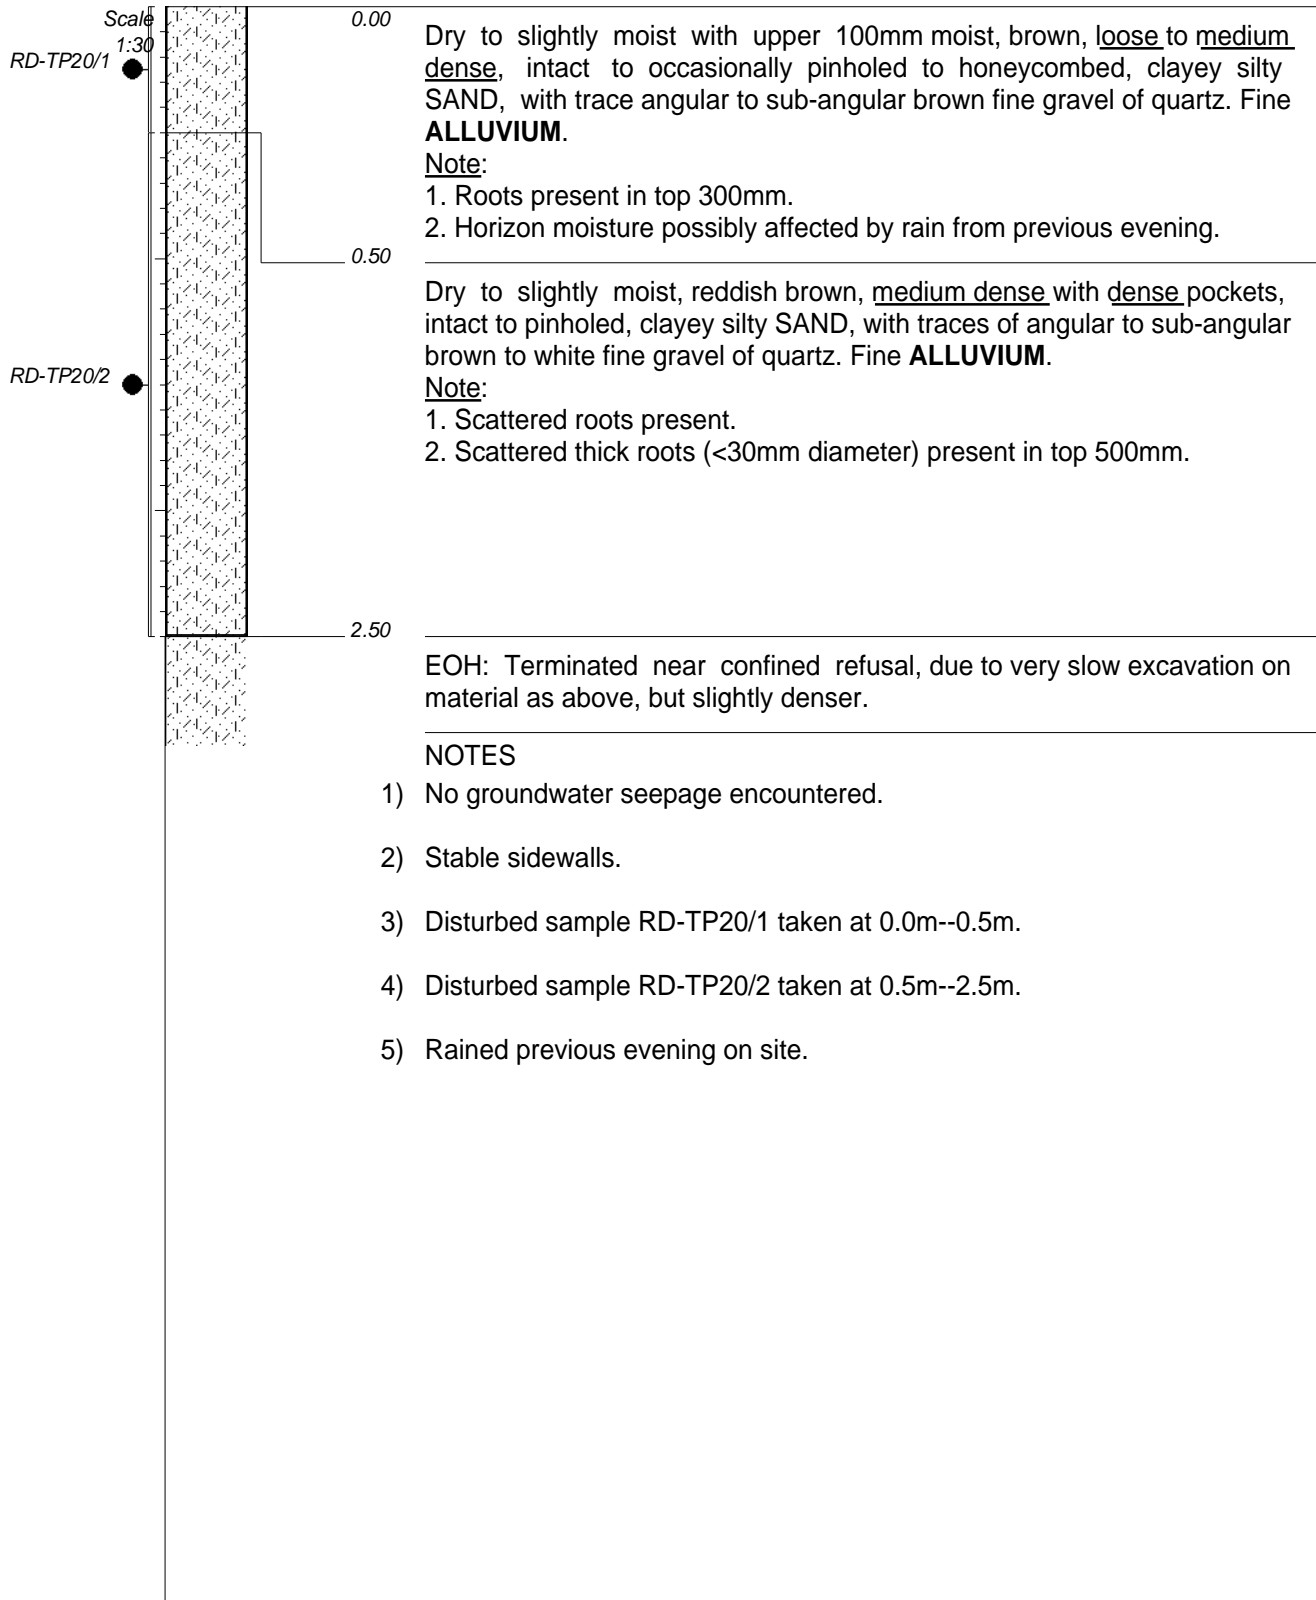 Scale
1:30
RD-TP20/1
0.00
Dry to slightly moist with upper 100mm moist, brown, loose to medium
dense, intact to occasionally pinholed to honeycombed, clayey silty
SAND, with trace angular to sub-angular brown fine gravel of quartz. Fine
ALLUVIUM.
Note:
1. Roots present in top 300mm.
2. Horizon moisture possibly affected by rain from previous evening.
0.50
Dry to slightly moist, reddish brown, medium dense with dense pockets,
intact to pinholed, clayey silty SAND, with traces of angular to sub-angular
brown to white fine gravel of quartz. Fine ALLUVIUM.
RD-TP20/2
Note:
1. Scattered roots present.
2. Scattered thick roots (<30mm diameter) present in top 500mm.
2.50
EOH: Terminated near confined refusal, due to very slow excavation on
material as above, but slightly denser.
NOTES
1) No groundwater seepage encountered.
2) Stable sidewalls.
3) Disturbed sample RD-TP20/1 taken at 0.0m--0.5m.
4) Disturbed sample RD-TP20/2 taken at 0.5m--2.5m.
5) Rained previous evening on site.